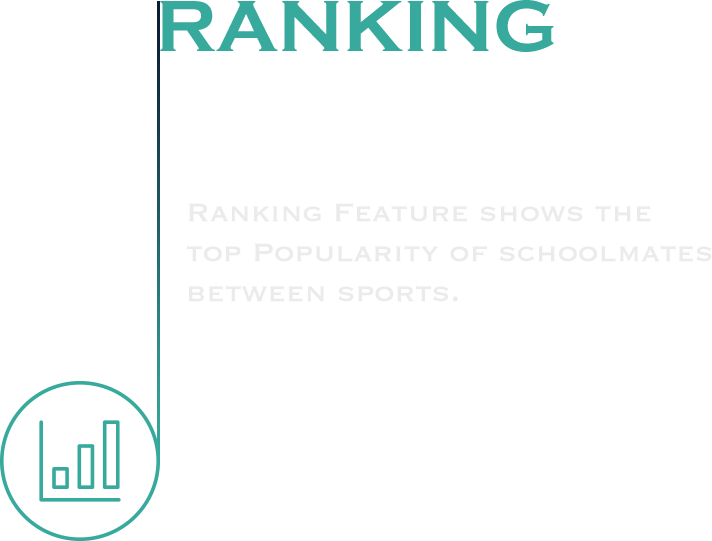 RANKING
Ranking Feature shows the
top Popularity of schoolmates
between sports.